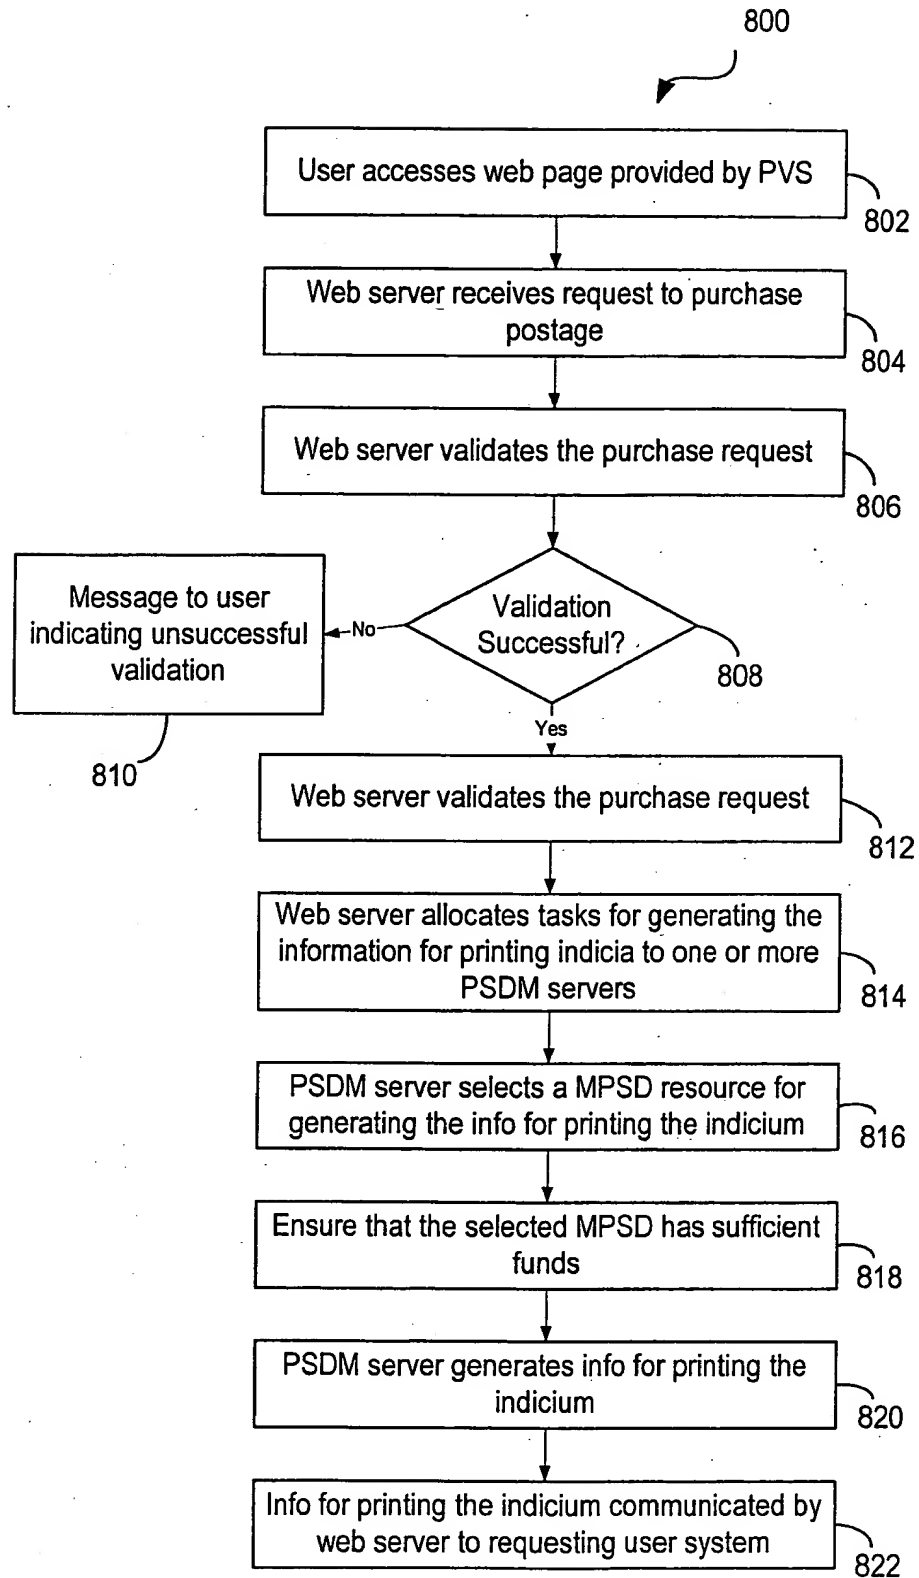 800
User accesses web page provided by PVS
802
Web server receives request to purchase
postage
804
Web server validates the purchase request
806
Validation
Successful?
808
No
Message to user
indicating unsuccessful
validation
810
Yes
Web server validates the purchase request
812
Web server allocates tasks for generating the
information for printing indicia to one or more
PSDM servers
814
PSDM server selects a MPSD resource for
generating the info for printing the indicium
816
Ensure that the selected MPSD has sufficient
funds
818
PSDM server generates info for printing the
indicium
820
Info for printing the indicium communicated by
web server to requesting user system
822